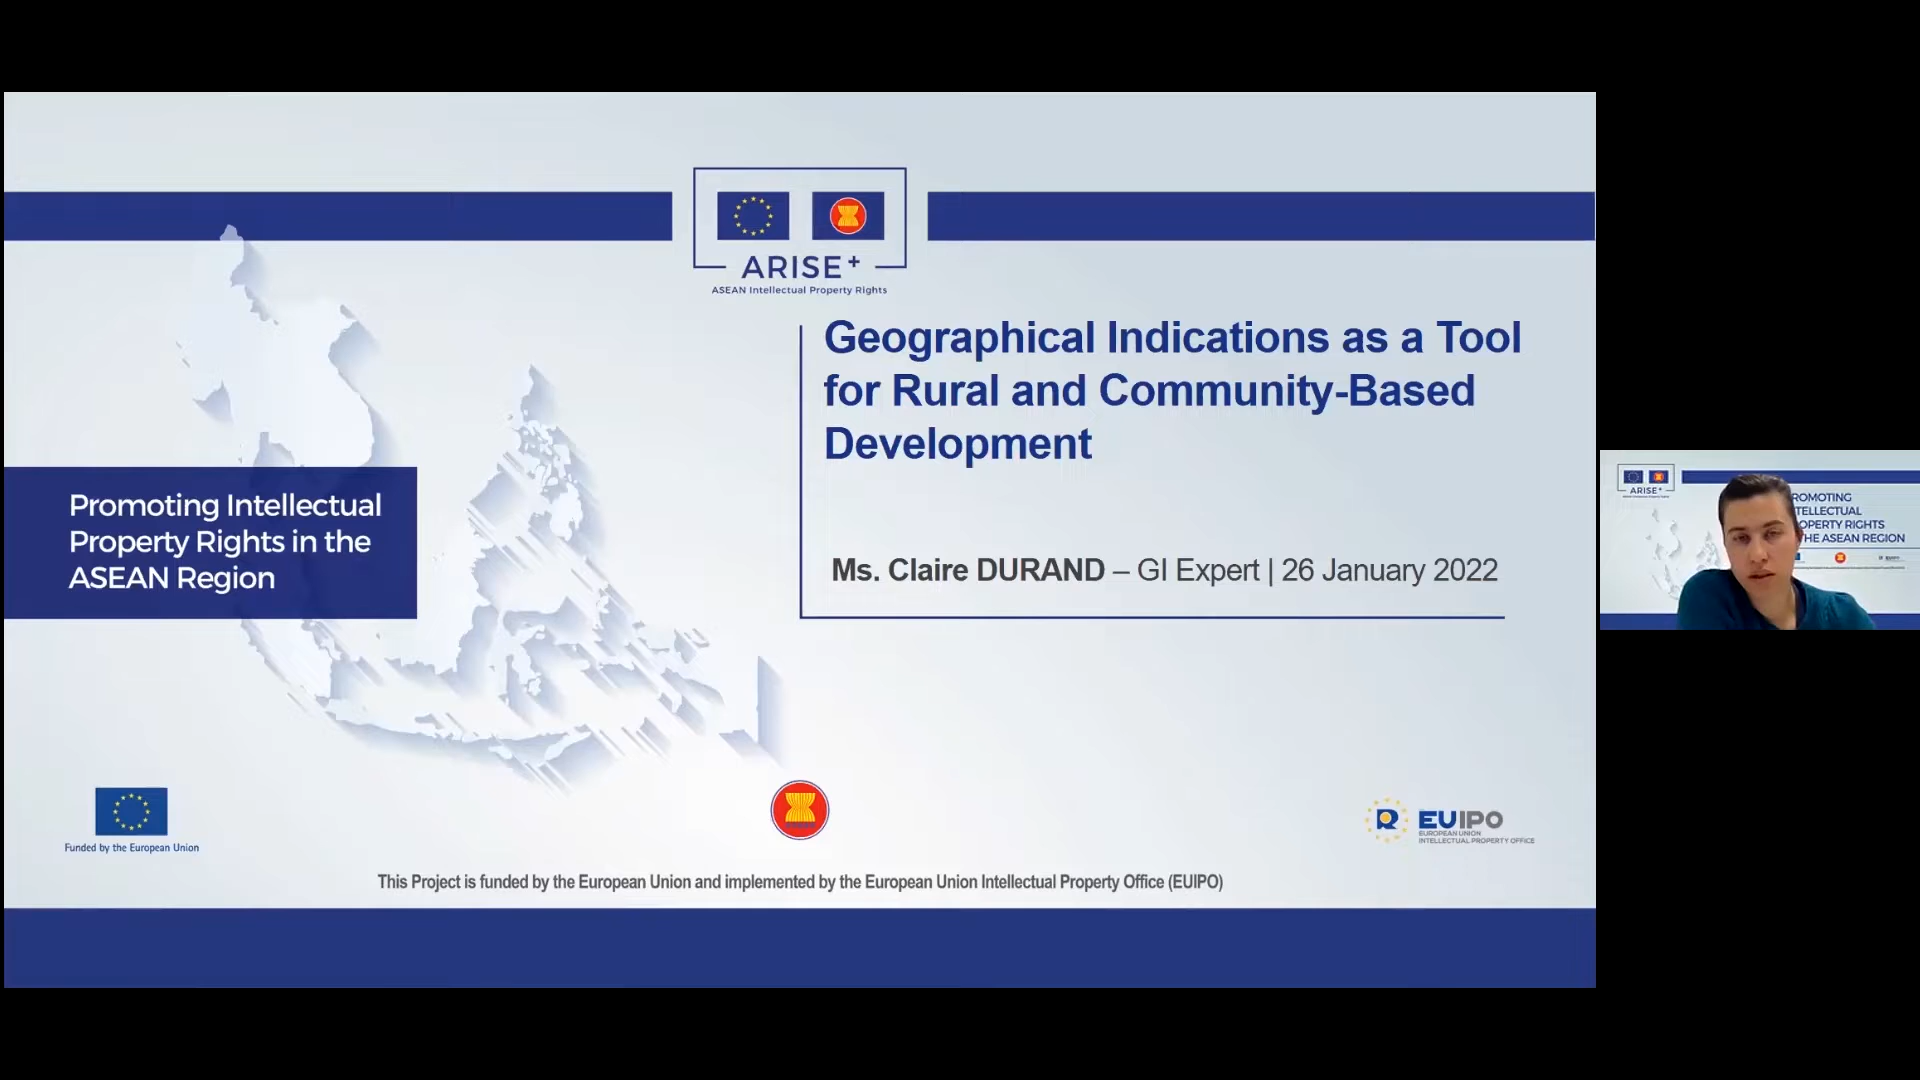 ARISE+
ASEAN Intellectual Property Rights
Geographical Indications as a Tool
for Rural and Community-Based
Development
Ms. Claire DURAND – GI Expert | 26 January 2022
Promoting Intellectual
Property Rights in the
ASEAN Region
Funded by the European Union
EUIPO
EUROPEAN UNION
INTELLECTUAL PROPERTY OFFICE
This Project is funded by the European Union and implemented by the European Union Intellectual Property Office (EUIPO)
ARISE+
ROMOTING
TELLECTUAL
OPERTY RIGHTS
HE ASEAN REGION